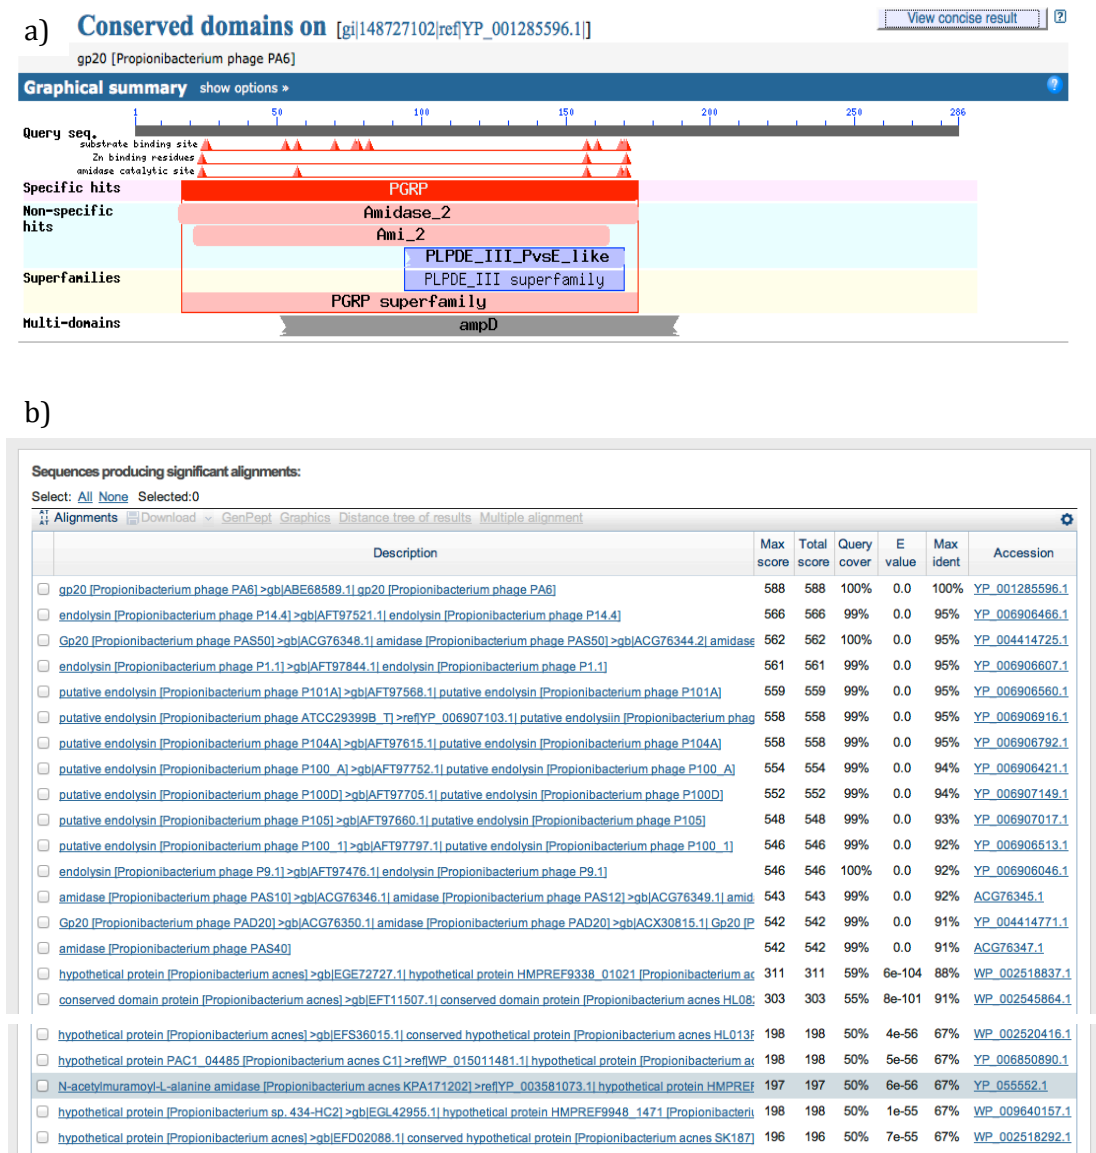 a) Conserved domains on [gi|148727102|ref|YP_001285596.1|]
View concise result ?
gp20 [Propionibacterium phage PA6]
Graphical summary show options » ?
1 50 100 150 200 250 286
Query seq.
substrate binding site
Zn binding residues
amidase catalytic site
Specific hits PGRP
Non-specific
hits
Amidase_2
Ami_2
PLPDE_III_PvsE_like
PLPDE_III superfamily
Superfamilies
PGRP superfamily
Multi-domains ampD
b)
Sequences producing significant alignments:
Select: All None Selected:0
Alignments Download GenPept Graphics Distance tree of results Multiple alignment
Description Max score Total score Query cover E value Max ident Accession
gp20 [Propionibacterium phage PA6] >gb|ABE68589.1| gp20 [Propionibacterium phage PA6] 588 588 100% 0.0 100% YP_001285596.1
endolysin [Propionibacterium phage P14.4] >gb|AFT97521.1| endolysin [Propionibacterium phage P14.4] 566 566 99% 0.0 95% YP_006906466.1
Gp20 [Propionibacterium phage PAS50] >gb|ACG76348.1| amidase [Propionibacterium phage PAS50] >gb|ACG76344.2| amidase 562 562 100% 0.0 95% YP_004414725.1
endolysin [Propionibacterium phage P1.1] >gb|AFT97844.1| endolysin [Propionibacterium phage P1.1] 561 561 99% 0.0 95% YP_006906607.1
putative endolysin [Propionibacterium phage P101A] >gb|AFT97568.1| putative endolysin [Propionibacterium phage P101A] 559 559 99% 0.0 95% YP_006906560.1
putative endolysin [Propionibacterium phage ATCC29399B_T] >ref|YP_006907103.1| putative endolysiin [Propionibacterium phag 558 558 99% 0.0 95% YP_006906916.1
putative endolysin [Propionibacterium phage P104A] >gb|AFT97615.1| putative endolysin [Propionibacterium phage P104A] 558 558 99% 0.0 95% YP_006906792.1
putative endolysin [Propionibacterium phage P100_A] >gb|AFT97752.1| putative endolysin [Propionibacterium phage P100_A] 554 554 99% 0.0 94% YP_006906421.1
putative endolysin [Propionibacterium phage P100D] >gb|AFT97705.1| putative endolysin [Propionibacterium phage P100D] 552 552 99% 0.0 94% YP_006907149.1
putative endolysin [Propionibacterium phage P105] >gb|AFT97660.1| putative endolysin [Propionibacterium phage P105] 548 548 99% 0.0 93% YP_006907017.1
putative endolysin [Propionibacterium phage P100_1] >gb|AFT97797.1| putative endolysin [Propionibacterium phage P100_1] 546 546 99% 0.0 92% YP_006906513.1
endolysin [Propionibacterium phage P9.1] >gb|AFT97476.1| endolysin [Propionibacterium phage P9.1] 546 546 100% 0.0 92% YP_006906046.1
amidase [Propionibacterium phage PAS10] >gb|ACG76346.1| amidase [Propionibacterium phage PAS12] >gb|ACG76349.1| amid 543 543 99% 0.0 92% ACG76345.1
Gp20 [Propionibacterium phage PAD20] >gb|ACG76350.1| amidase [Propionibacterium phage PAD20] >gb|ACX30815.1| Gp20 [P 542 542 99% 0.0 91% YP_004414771.1
amidase [Propionibacterium phage PAS40] 542 542 99% 0.0 91% ACG76347.1
hypothetical protein [Propionibacterium acnes] >gb|EGE72727.1| hypothetical protein HMPREF9338_01021 [Propionibacterium ac 311 311 59% 6e-104 88% WP_002518837.1
conserved domain protein [Propionibacterium acnes] >gb|EFT11507.1| conserved domain protein [Propionibacterium acnes HL08 303 303 55% 8e-101 91% WP_002545864.1
hypothetical protein [Propionibacterium acnes] >gb|EFS36015.1| conserved hypothetical protein [Propionibacterium acnes HL013 198 198 50% 4e-56 67% WP_002520416.1
hypothetical protein PAC1_04485 [Propionibacterium acnes C1] >ref|WP_015011481.1| hypothetical protein [Propionibacterium ac 198 198 50% 5e-56 67% YP_006850890.1
N-acetylmuramoyl-L-alanine amidase [Propionibacterium acnes KPA171202] >ref|YP_003581073.1| hypothetical protein HMPREF 197 197 50% 6e-56 67% YP_055552.1
hypothetical protein [Propionibacterium sp. 434-HC2] >gb|EGL42955.1| hypothetical protein HMPREF9948_1471 [Propionibacteriu 198 198 50% 1e-55 67% WP_009640157.1
hypothetical protein [Propionibacterium acnes] >gb|EFD02088.1| conserved hypothetical protein [Propionibacterium acnes SK187] 196 196 50% 7e-55 67% WP_002518292.1